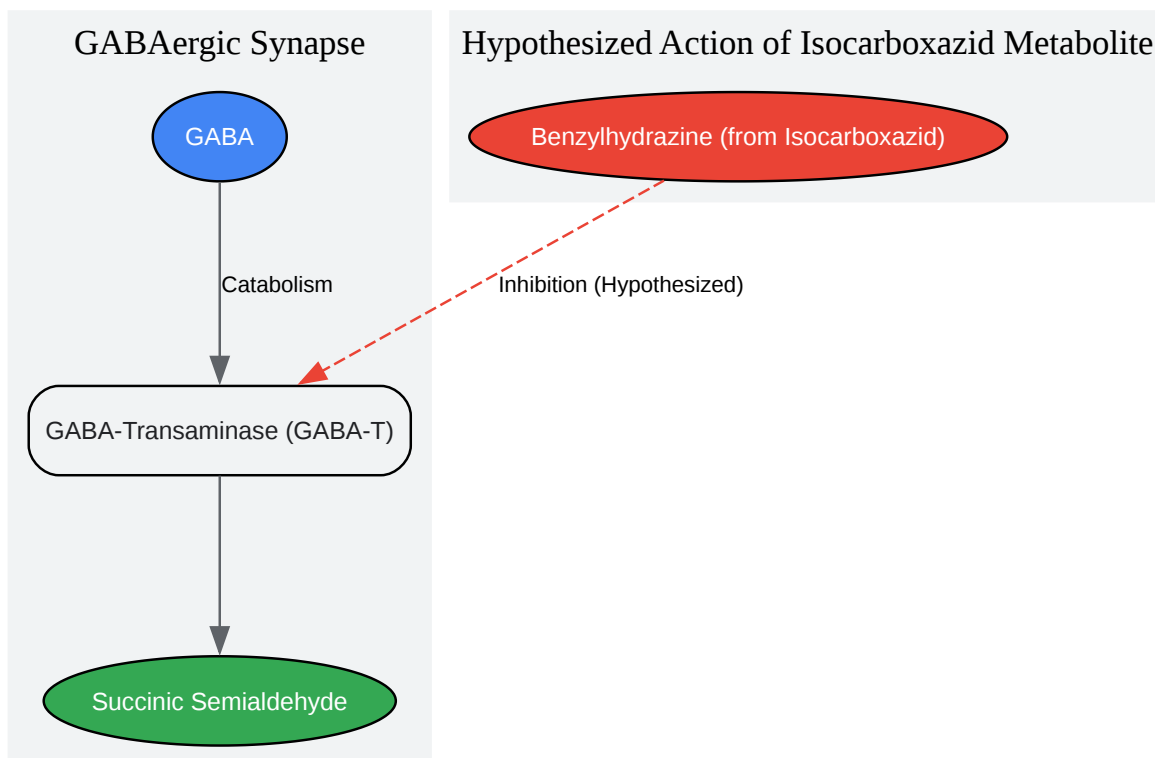 GABAergic Synapse
Hypothesized Action of Isocarboxazid Metabolite
GABA
Benzylhydrazine (from Isocarboxazid)
Catabolism
Inhibition (Hypothesized)
GABA-Transaminase (GABA-T)
Succinic Semialdehyde